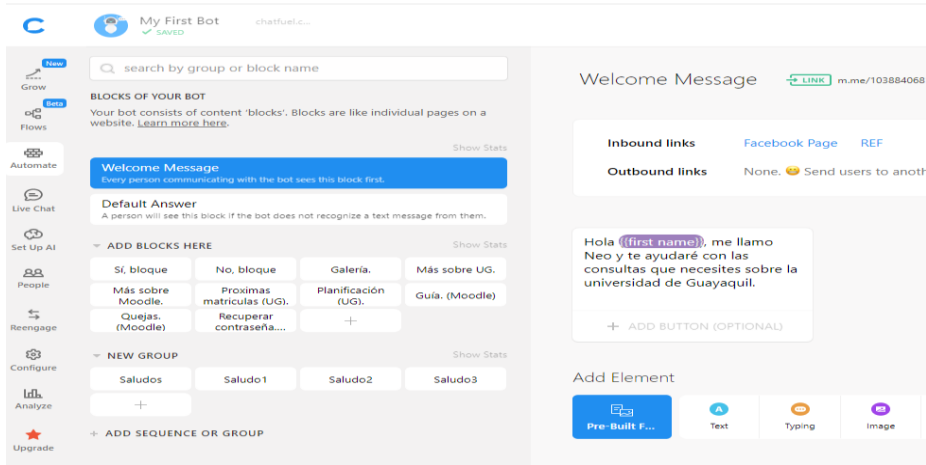 My First Bot
chatfuel.c...
SAVED
New
Grow
Beta
Flows
Automate
Live Chat
Set Up AI
People
Reengage
Configure
Analyze
Upgrade
search by group or block name
BLOCKS OF YOUR BOT
Your bot consists of content 'blocks'. Blocks are like individual pages on a
website. Learn more here.
Show Stats
Welcome Message
Every person communicating with the bot sees this block first.
Default Answer
A person will see this block if the bot does not recognize a text message from them.
ADD BLOCKS HERE
Show Stats
Sí, bloque
No, bloque
Galería.
Más sobre UG.
Más sobre
Moodle.
Proximas
matriculas (UG).
Planificación
(UG).
Guía. (Moodle)
Quejas.
(Moodle)
Recuperar
contraseña....
+
NEW GROUP
Show Stats
Saludos
Saludo1
Saludo2
Saludo3
+
+ ADD SEQUENCE OR GROUP
Welcome Message
LINK m.me/103884068
Inbound links Facebook Page REF
Outbound links None. 😄 Send users to anoth
Hola {{first name}}, me llamo
Neo y te ayudaré con las
consultas que necesites sobre la
universidad de Guayaquil.
+ ADD BUTTON (OPTIONAL)
Add Element
Pre-Built F...
A
Text
Typing
Image